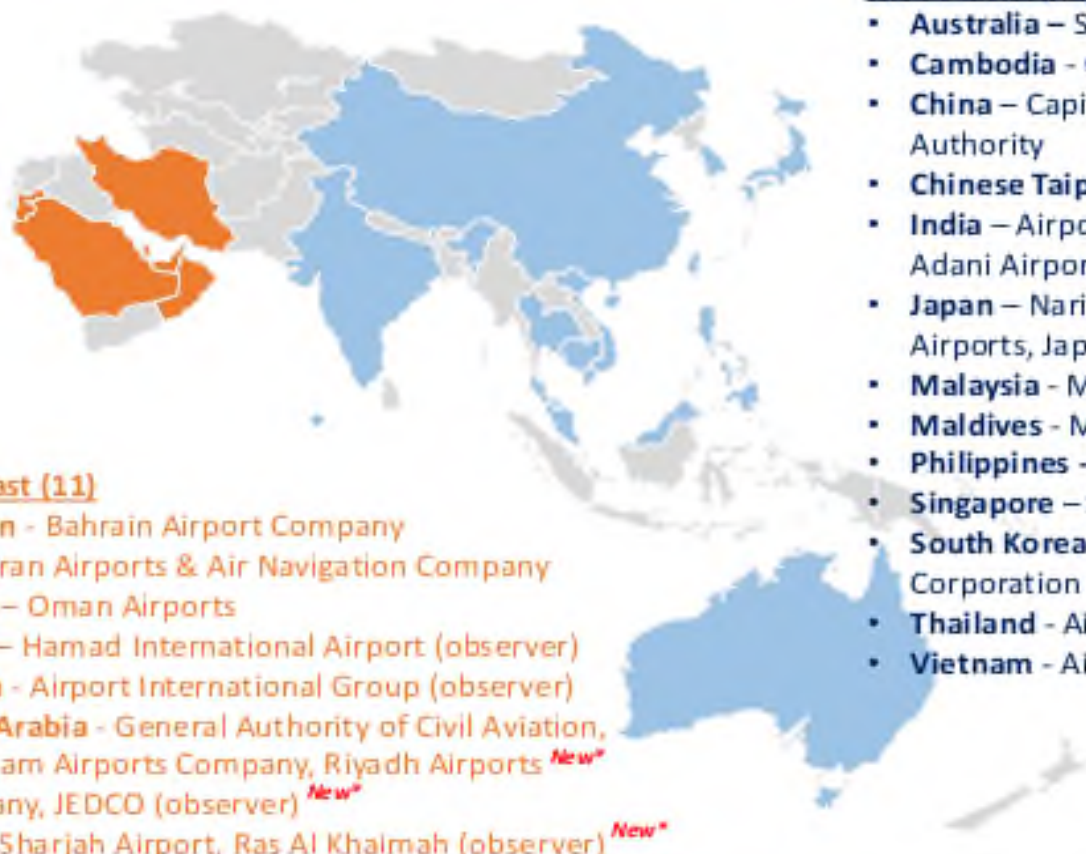 Australia – S
Cambodia -
China – Capi
Authority
Chinese Taip
India – Airpo
Adani Airpor
Japan – Nari
Airports, Jap
Malaysia - M
Maldives - M
Philippines -
Singapore –
South Korea
Corporation
Thailand - Ai
Vietnam - Ai
ast (11)
n - Bahrain Airport Company
ran Airports & Air Navigation Company
– Oman Airports
– Hamad International Airport (observer)
- Airport International Group (observer)
Arabia - General Authority of Civil Aviation,
am Airports Company, Riyadh Airports New*
any, JEDCO (observer) New*
Sharjah Airport, Ras Al Khaimah (observer) New*